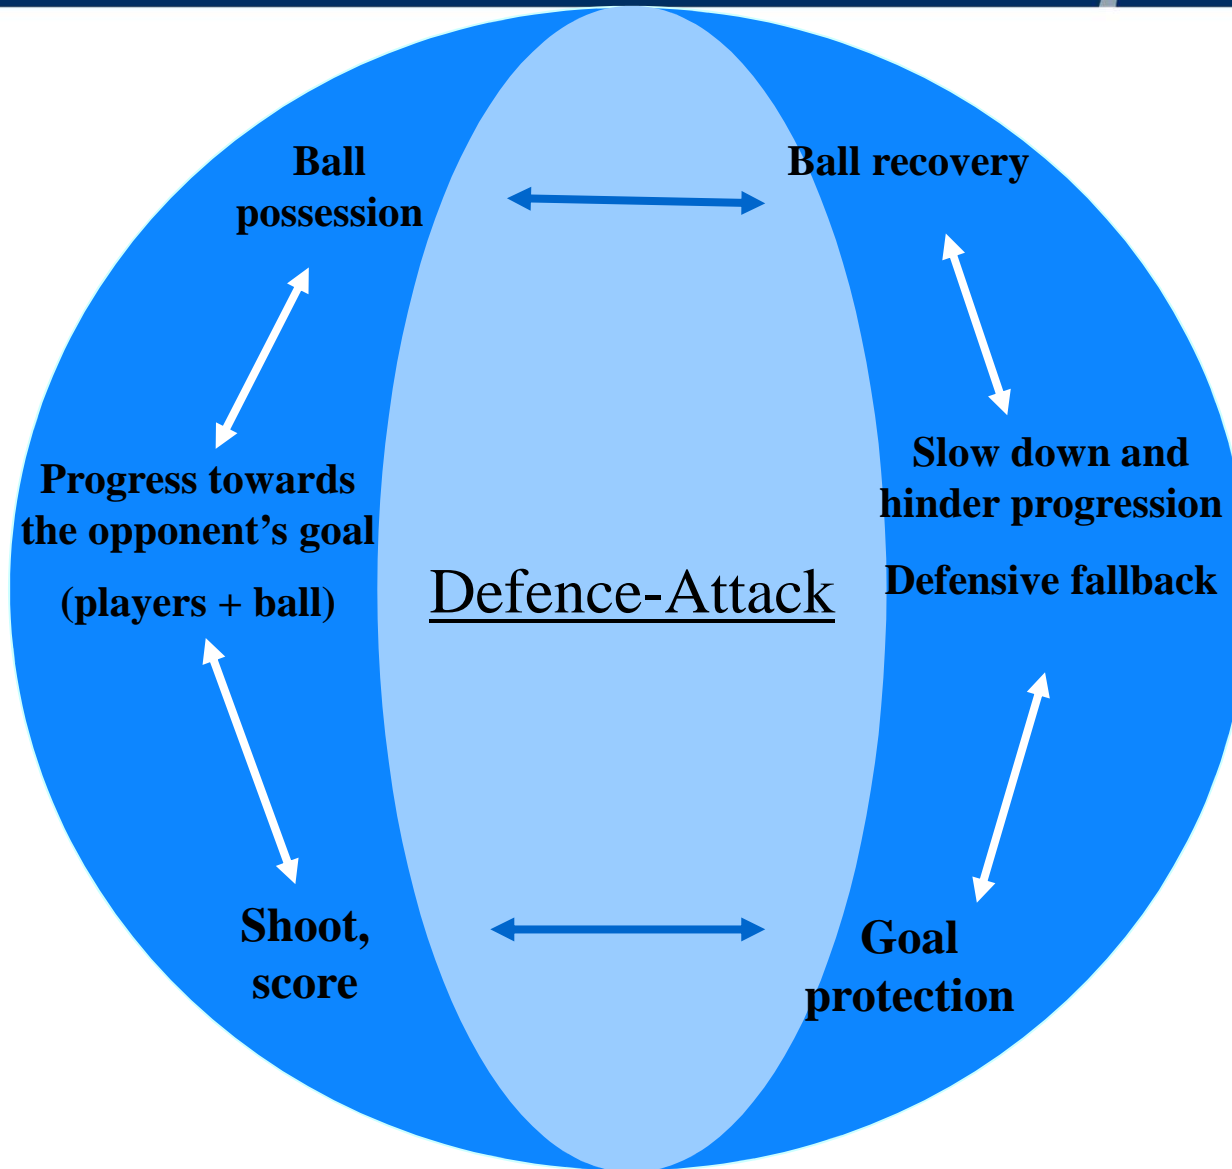 Ball
possession
Ball recovery
Progress towards
the opponent’s goal
(players + ball)
Defence-Attack
Slow down and
hinder progression
Defensive fallback
Shoot,
score
Goal
protection